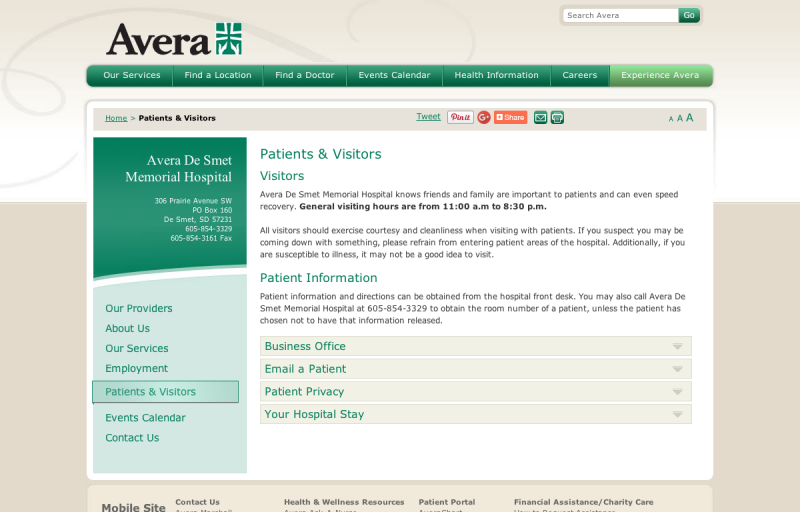 Search Avera Go
Avera
Our Services Find a Location Find a Doctor Events Calendar Health Information Careers Experience Avera
Home > Patients & Visitors Tweet Pin it Share A A A
Avera De Smet
Memorial Hospital
306 Prairie Avenue SW
PO Box 160
De Smet, SD 57231
605-854-3329
605-854-3161 Fax
Our Providers
About Us
Our Services
Employment
Patients & Visitors
Events Calendar
Contact Us
Patients & Visitors
Visitors
Avera De Smet Memorial Hospital knows friends and family are important to patients and can even speed
recovery. General visiting hours are from 11:00 a.m to 8:30 p.m.
All visitors should exercise courtesy and cleanliness when visiting with patients. If you suspect you may be
coming down with something, please refrain from entering patient areas of the hospital. Additionally, if you
are susceptible to illness, it may not be a good idea to visit.
Patient Information
Patient information and directions can be obtained from the hospital front desk. You may also call Avera De
Smet Memorial Hospital at 605-854-3329 to obtain the room number of a patient, unless the patient has
chosen not to have that information released.
Business Office
Email a Patient
Patient Privacy
Your Hospital Stay
Mobile Site
Contact Us
Health & Wellness Resources
Patient Portal
Financial Assistance/Charity Care